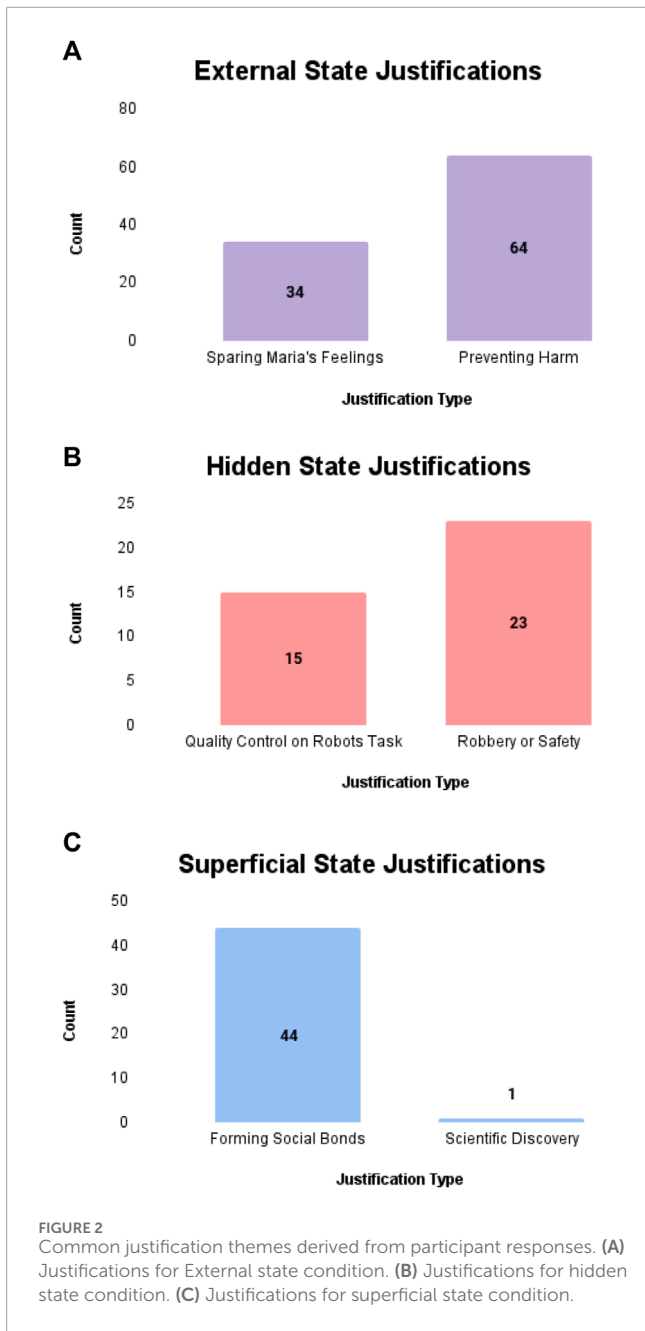 A
External State Justifications
80
60
40
20
0
Count
34
64
Sparing Maria's Feelings
Preventing Harm
Justification Type
B
Hidden State Justifications
25
20
15
10
5
0
Count
15
23
Quality Control on Robots Task
Robbery or Safety
Justification Type
C
Superficial State Justifications
50
40
30
20
10
0
Count
44
1
Forming Social Bonds
Scientific Discovery
Justification Type
FIGURE 2
Common justification themes derived from participant responses. (A)
Justifications for External state condition. (B) Justifications for hidden
state condition. (C) Justifications for superficial state condition.